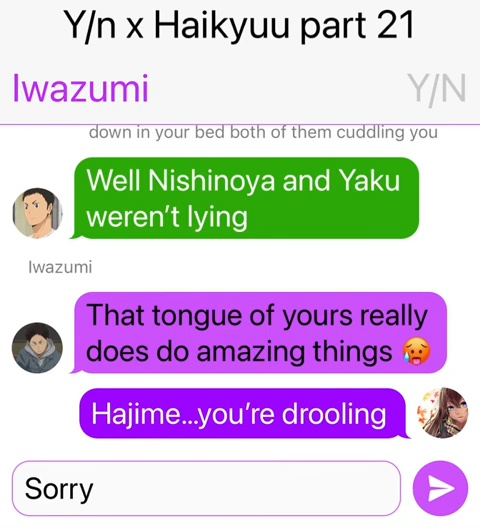 Y/n x Haikyuu part 21
Iwazumi
Y/N
down in your bed both of them cuddling you
Well Nishinoya and Yaku
weren't lying
Iwazumi
That tongue of yours really
does do amazing things 🥵
Hajime...you're drooling
Sorry